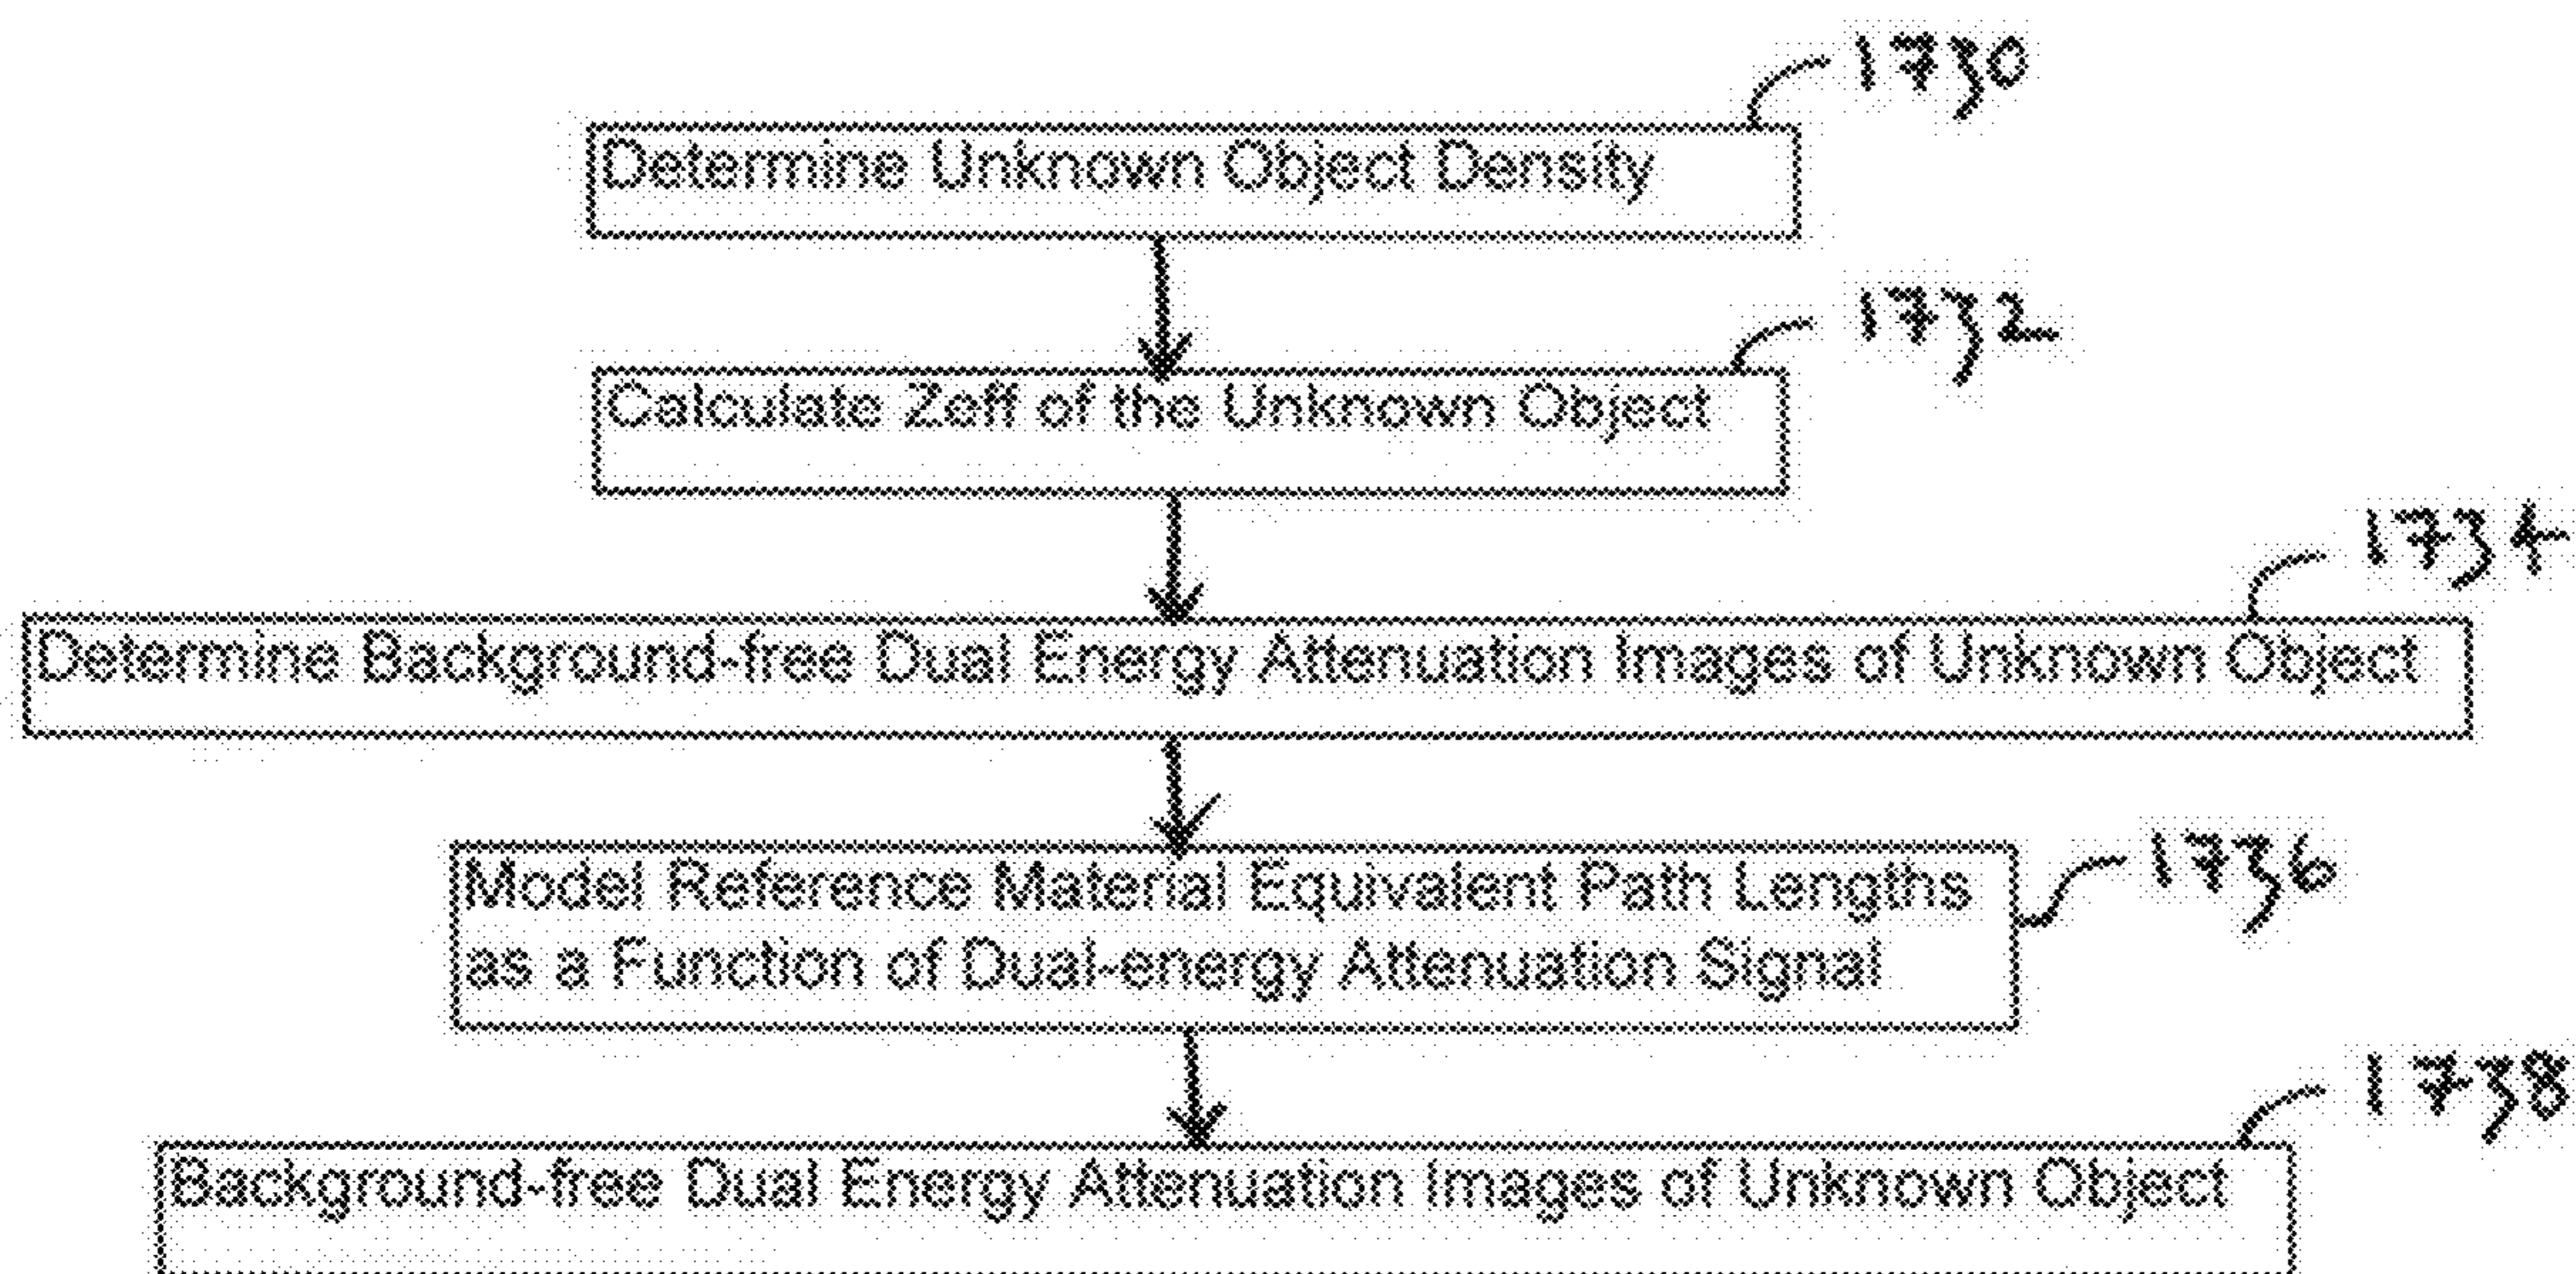 1730
Determine Unknown Object Density
1732
Calculate Zeff of the Unknown Object
1734
Determine Background-free Dual Energy Attenuation Images of Unknown Object
1736
Model Reference Material Equivalent Path Lengths
as a Function of Dual-energy Attenuation Signal
1738
Background-free Dual Energy Attenuation Images of Unknown Object